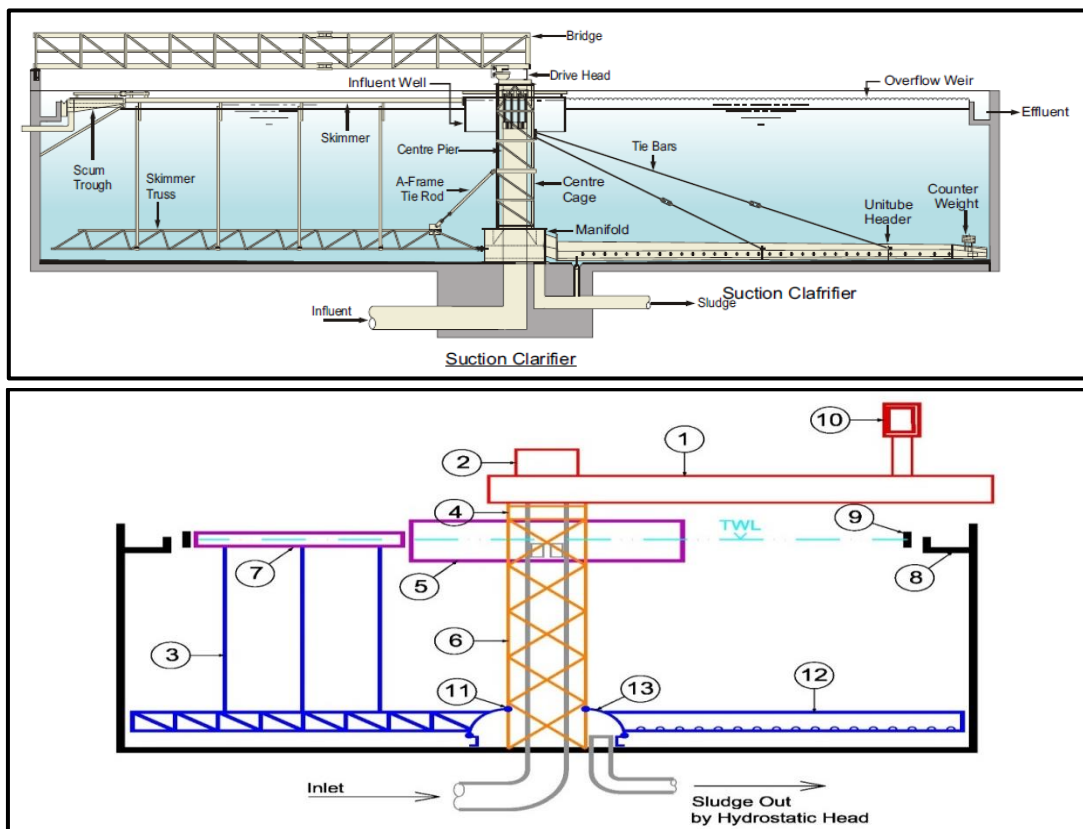 Bridge
Drive Head
Influent Well
Overflow Weir
Effluent
Skimmer
Centre Pier
Tie Bars
Scum
Trough
Skimmer
Truss
A-Frame
Tie Rod
Centre
Cage
Counter
Weight
Unitube
Header
Manifold
Suction Clafrifier
Influent
Sludge
Suction Clarifier
10
1
2
4
TWL
9
7
5
8
3
6
11
13
12
Inlet
Sludge Out
by Hydrostatic Head